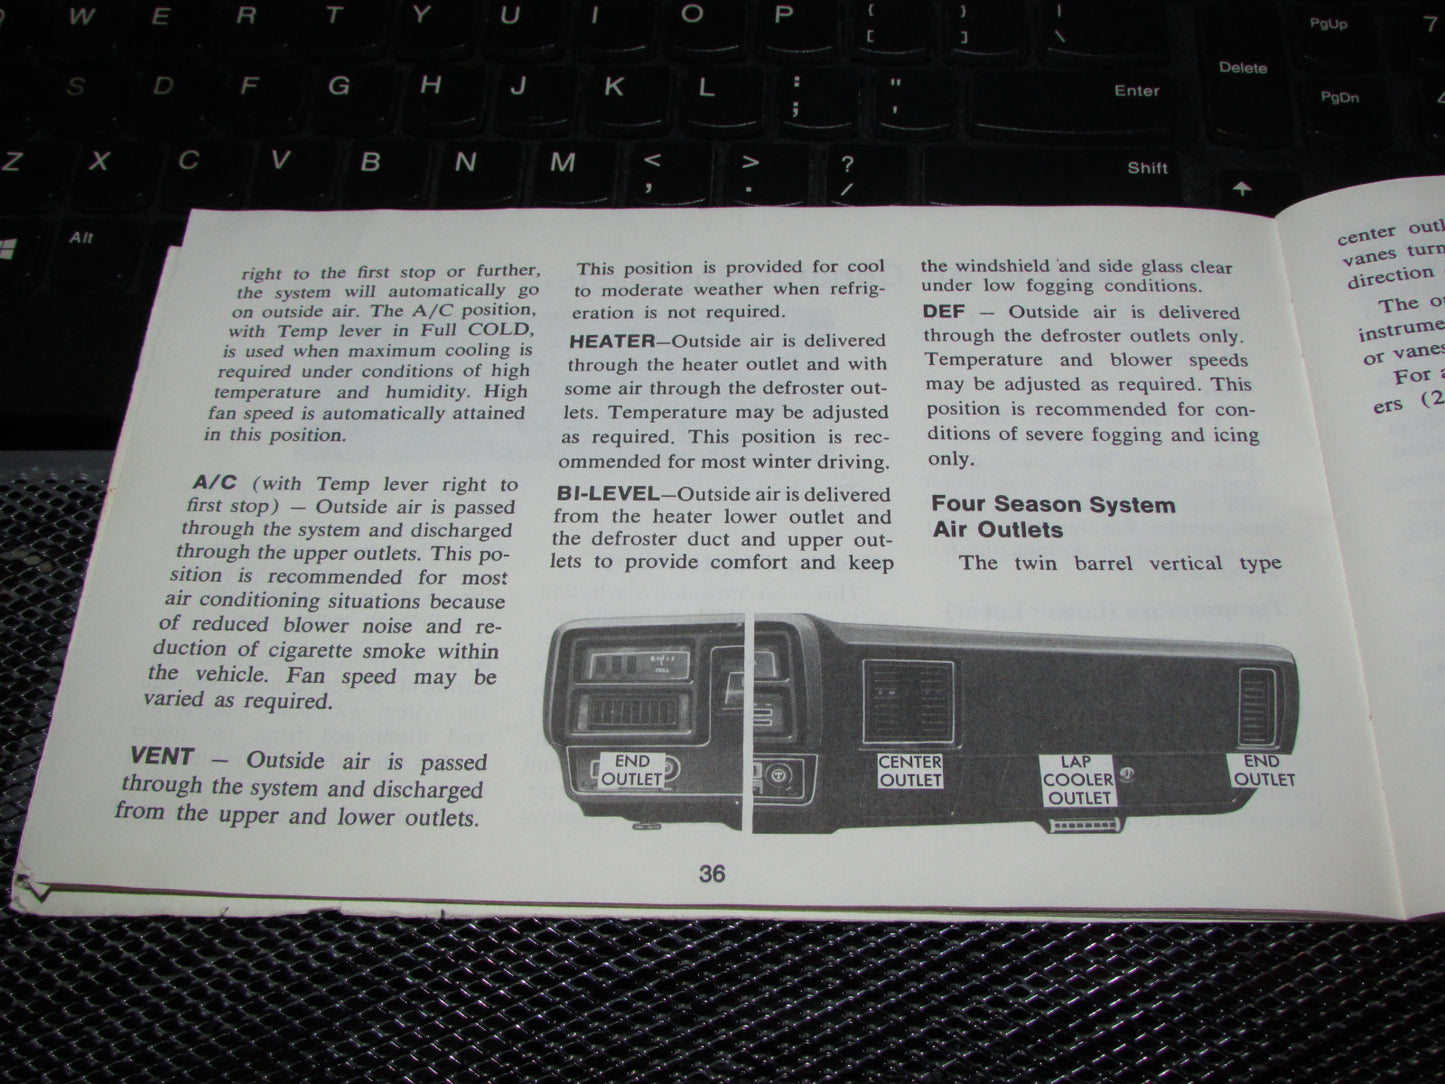 W E R T Y U I O P { [ } ] | \ PgUp 7
S D F G H J K L : ; " ' Enter Delete PgDn
Z X C V B N M < , > . ? / Shift
Alt
right to the first stop or further,
the system will automatically go
on outside air. The A/C position,
with Temp lever in Full COLD,
is used when maximum cooling is
required under conditions of high
temperature and humidity. High
fan speed is automatically attained
in this position.
A/C (with Temp lever right to
first stop) — Outside air is passed
through the system and discharged
through the upper outlets. This po-
sition is recommended for most
air conditioning situations because
of reduced blower noise and re-
duction of cigarette smoke within
the vehicle. Fan speed may be
varied as required.
VENT — Outside air is passed
through the system and discharged
from the upper and lower outlets.
This position is provided for cool
to moderate weather when refrig-
eration is not required.
HEATER—Outside air is delivered
through the heater outlet and with
some air through the defroster out-
lets. Temperature may be adjusted
as required. This position is rec-
ommended for most winter driving.
BI-LEVEL—Outside air is delivered
from the heater lower outlet and
the defroster duct and upper out-
lets to provide comfort and keep
the windshield and side glass clear
under low fogging conditions.
DEF — Outside air is delivered
through the defroster outlets only.
Temperature and blower speeds
may be adjusted as required. This
position is recommended for con-
ditions of severe fogging and icing
only.
Four Season System
Air Outlets
The twin barrel vertical type
END
OUTLET
CENTER
OUTLET
LAP
COOLER
OUTLET
END
OUTLET
36
center outl
vanes turn
direction
The o
instrume
or vanes
For a
ers (2